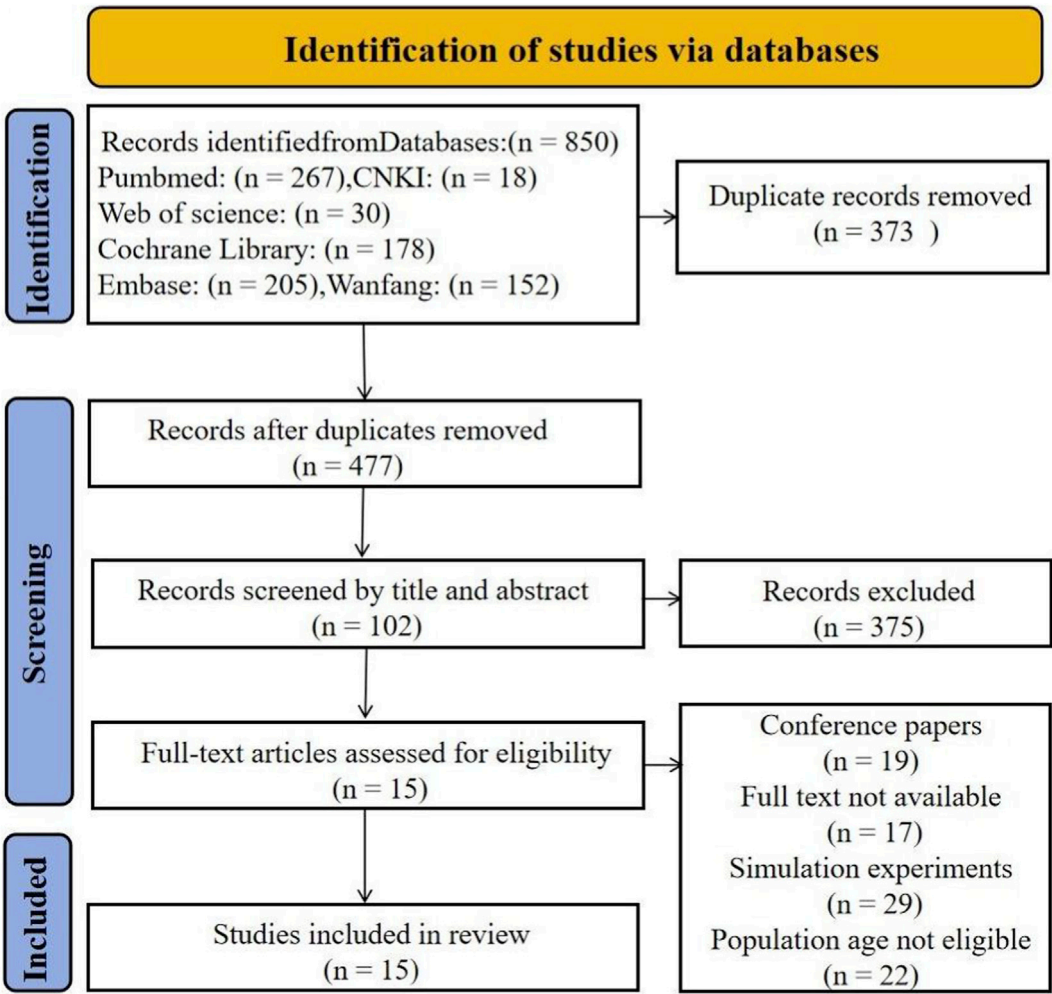 Identification of studies via databases
Identification
Records identifiedfromDatabases:(n = 850)
Pumbmed: (n = 267),CNKI: (n = 18)
Web of science: (n = 30)
Cochrane Library: (n = 178)
Embase: (n = 205),Wanfang: (n = 152)
Duplicate records removed
(n = 373  )
Screening
Records after duplicates removed
(n = 477)
Records screened by title and abstract
(n = 102)
Records excluded
(n = 375)
Full-text articles assessed for eligibility
(n = 15)
Conference papers
(n = 19)
Full text not available
(n = 17)
Simulation experiments
(n = 29)
Population age not eligible
(n = 22)
Included
Studies included in review
(n = 15)